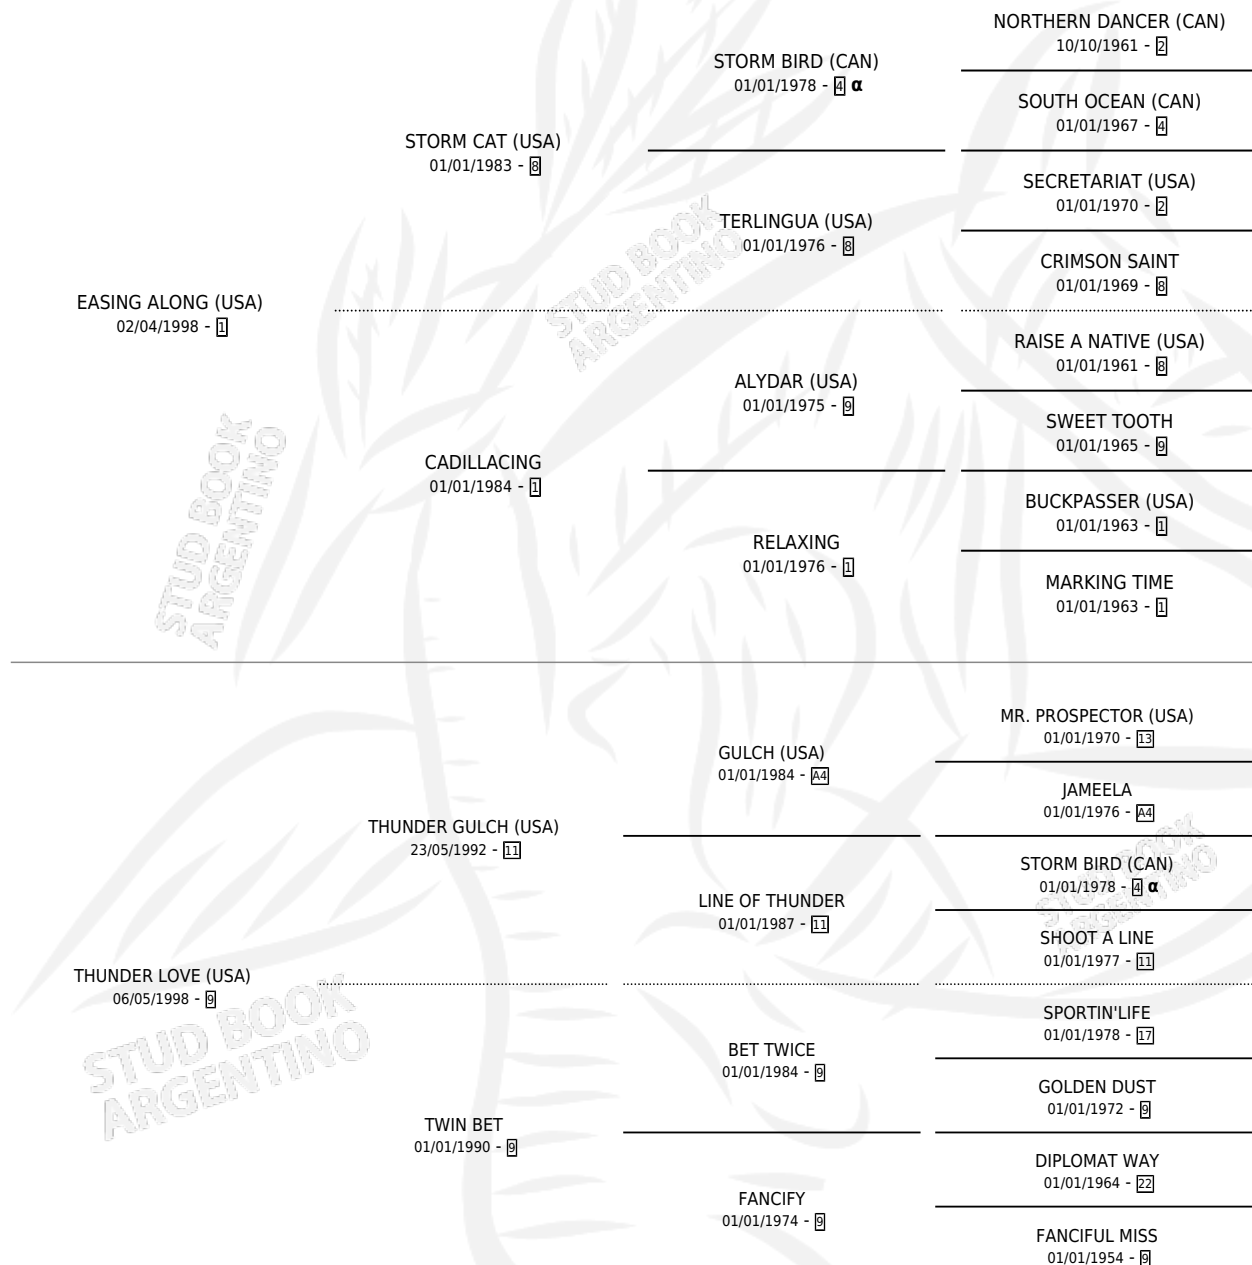 NORTHERN DANCER (CAN)
10/10/1961 - 2
STORM BIRD (CAN)
01/01/1978 - 4 α
SOUTH OCEAN (CAN)
01/01/1967 - 4
STORM CAT (USA)
01/01/1983 - 8
SECRETARIAT (USA)
01/01/1970 - 2
TERLINGUA (USA)
01/01/1976 - 8
CRIMSON SAINT
01/01/1969 - 8
EASING ALONG (USA)
02/04/1998 - 1
STUD BOOK
ARGENTINO
RAISE A NATIVE (USA)
01/01/1961 - 8
ALYDAR (USA)
01/01/1975 - 9
SWEET TOOTH
01/01/1965 - 9
CADILLACING
01/01/1984 - 1
BUCKPASSER (USA)
01/01/1963 - 1
RELAXING
01/01/1976 - 1
MARKING TIME
01/01/1963 - 1
STUD BOOK
ARGENTINO
MR. PROSPECTOR (USA)
01/01/1970 - 13
GULCH (USA)
01/01/1984 - A4
JAMEELA
01/01/1976 - A4
THUNDER GULCH (USA)
23/05/1992 - 11
STORM BIRD (CAN)
01/01/1978 - 4 α
LINE OF THUNDER
01/01/1987 - 11
SHOOT A LINE
01/01/1977 - 11
STUD BOOK
ARGENTINO
THUNDER LOVE (USA)
06/05/1998 - 9
SPORTIN'LIFE
01/01/1978 - 17
BET TWICE
01/01/1984 - 9
GOLDEN DUST
01/01/1972 - 9
STUD BOOK
ARGENTINO
TWIN BET
01/01/1990 - 9
DIPLOMAT WAY
01/01/1964 - 22
FANCIFY
01/01/1974 - 9
FANCIFUL MISS
01/01/1954 - 9